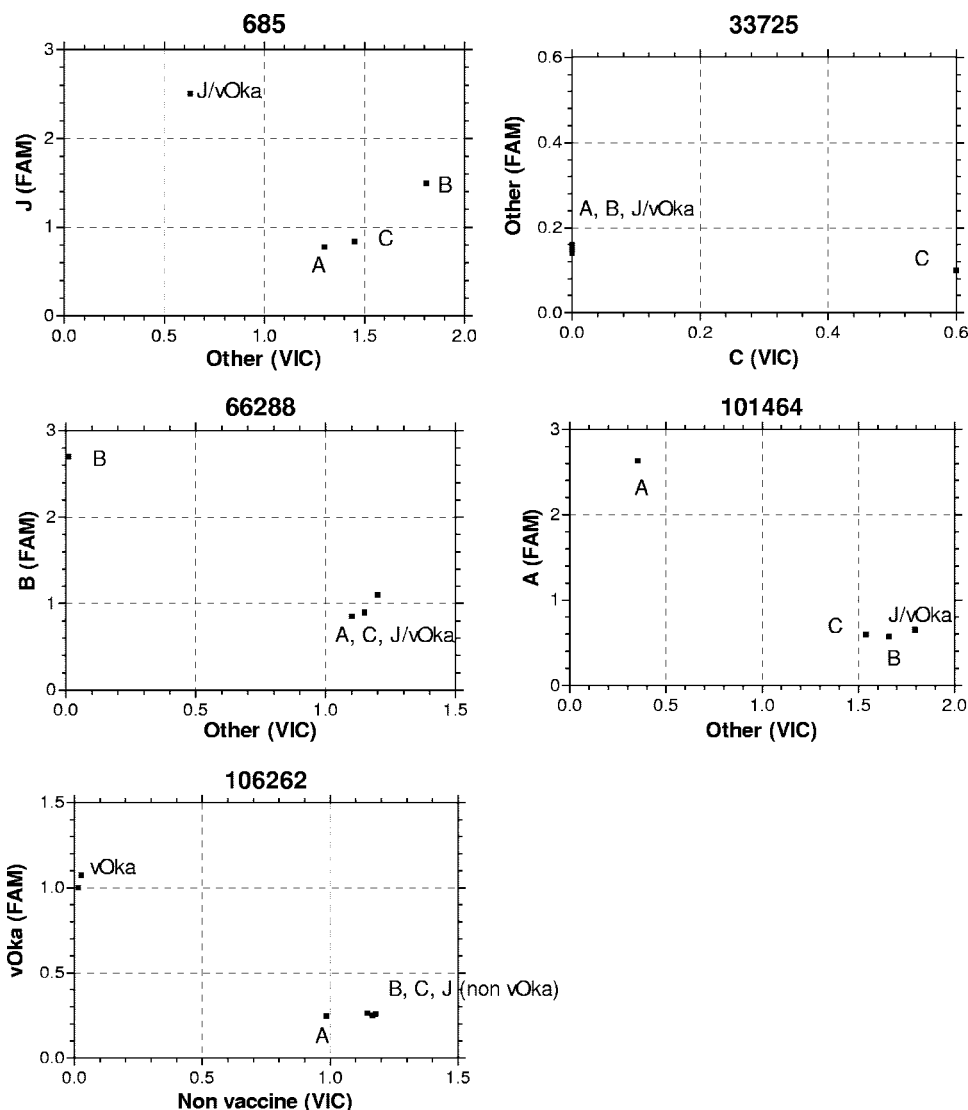 685
3
2
1
0
J (FAM)
J/vOka
B
C
A
0.0
0.5
1.0
1.5
2.0
Other (VIC)
33725
0.6
0.4
0.2
0.0
Other (FAM)
A, B, J/vOka
C
0.0
0.2
0.4
0.6
C (VIC)
66288
3
2
1
0
B (FAM)
B
A, C, J/vOka
0.0
0.5
1.0
1.5
Other (VIC)
101464
3
2
1
0
A (FAM)
A
J/vOka
C
B
0.0
0.5
1.0
1.5
2.0
Other (VIC)
106262
1.5
1.0
0.5
0.0
vOka (FAM)
vOka
B, C, J (non vOka)
A
0.0
0.5
1.0
1.5
Non vaccine (VIC)